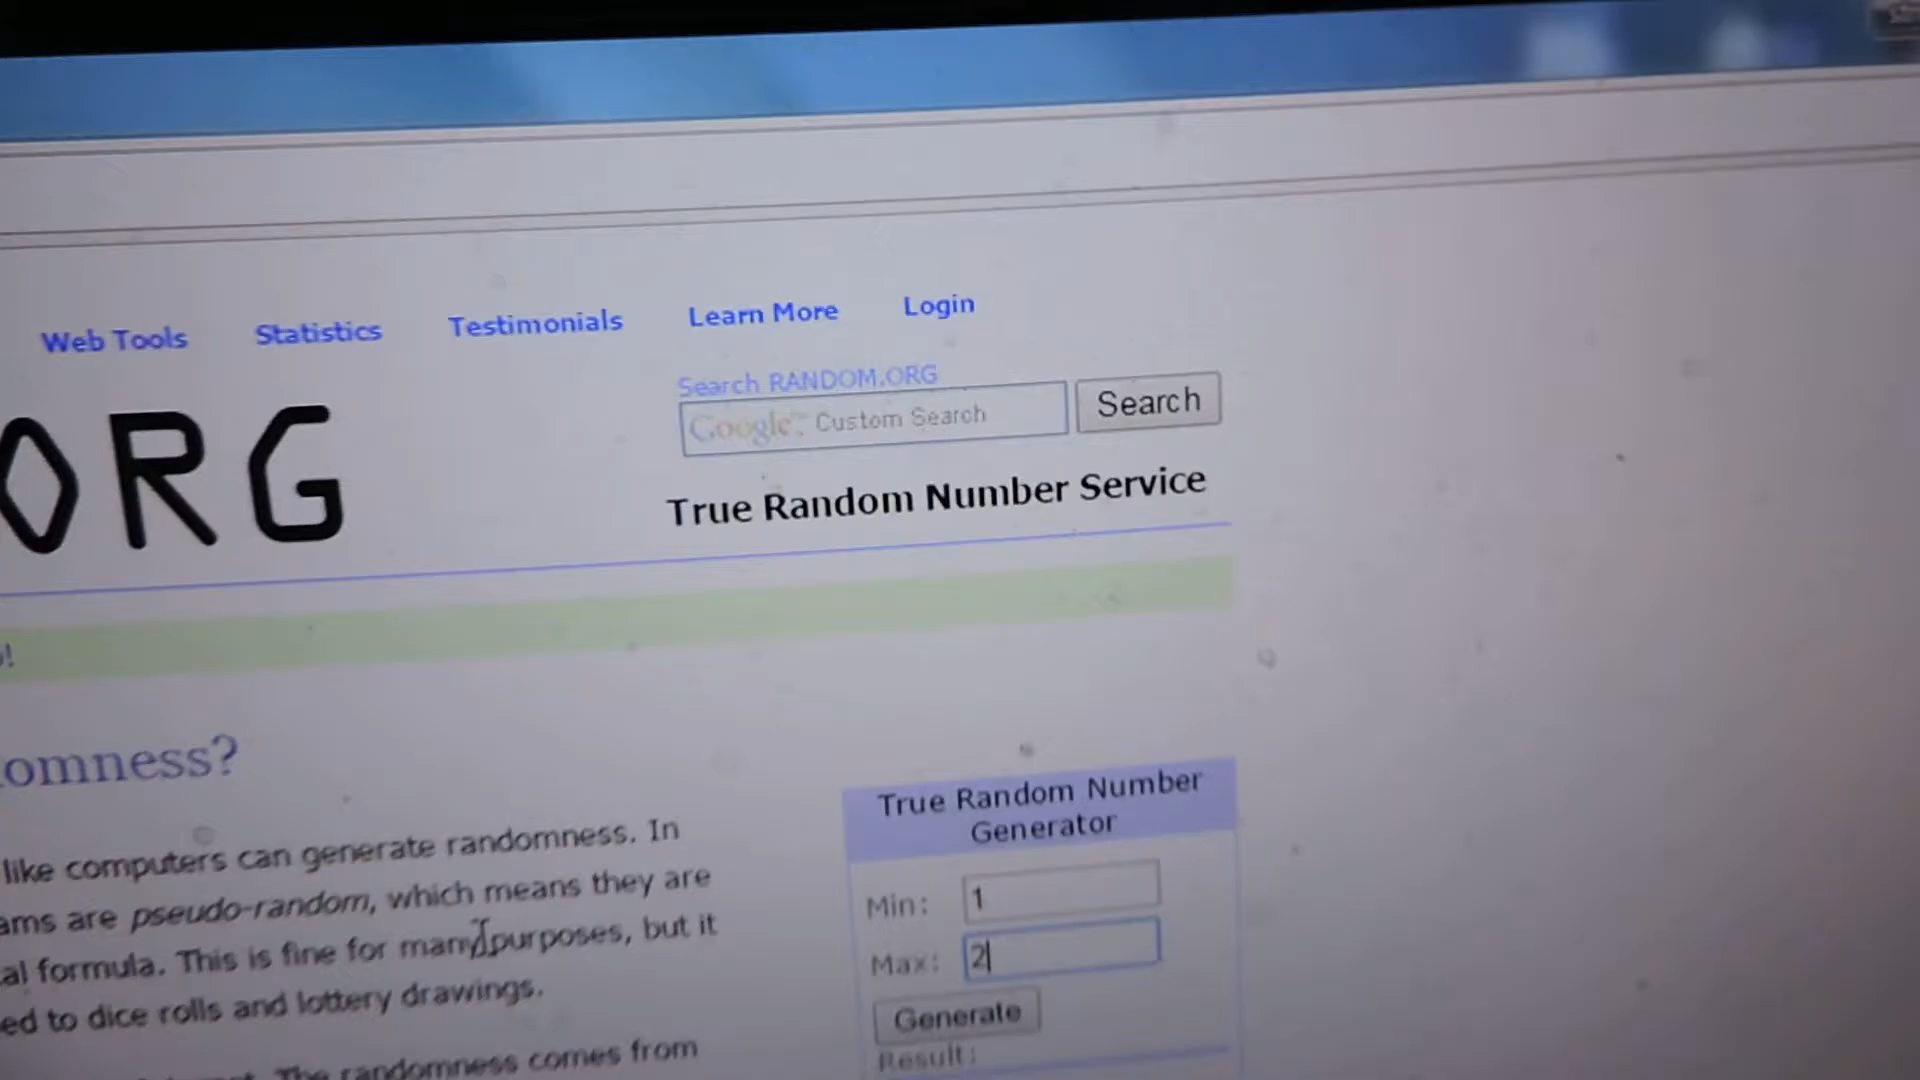 Web Tools Statistics Testimonials Learn More Login
Search RANDOM.ORG
Google™ Custom Search Search
ORG
True Random Number Service
omness?
True Random Number
Generator
like computers can generate randomness. In
ams are pseudo-random, which means they are
al formula. This is fine for many purposes, but it
ed to dice rolls and lottery drawings.
The randomness comes from
Min: 1
Max: 2
Generate
Result: